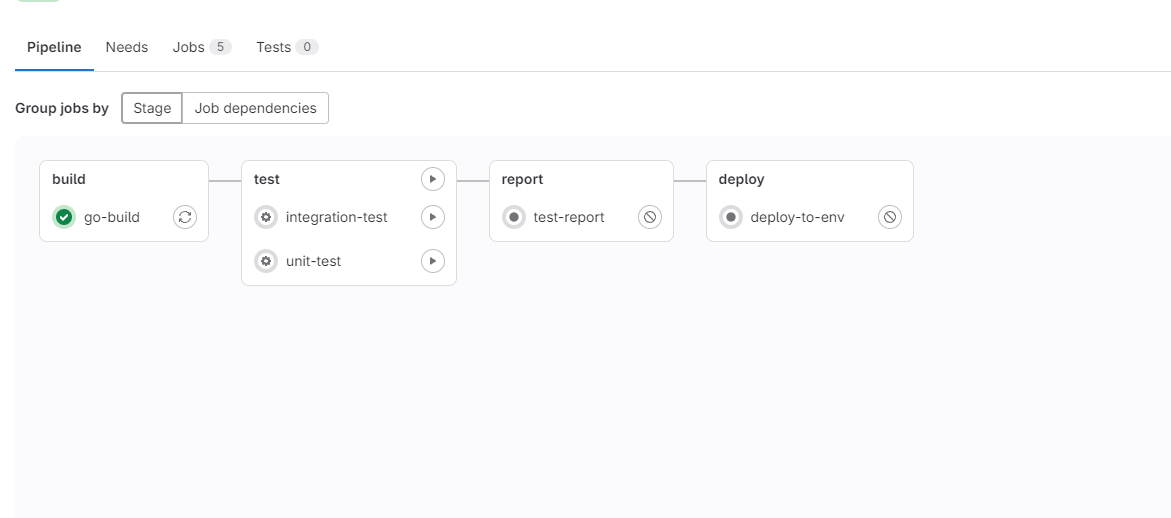 Pipeline Needs Jobs 5 Tests 0
Group jobs by Stage Job dependencies
build
go-build
test
integration-test
unit-test
report
test-report
deploy
deploy-to-env